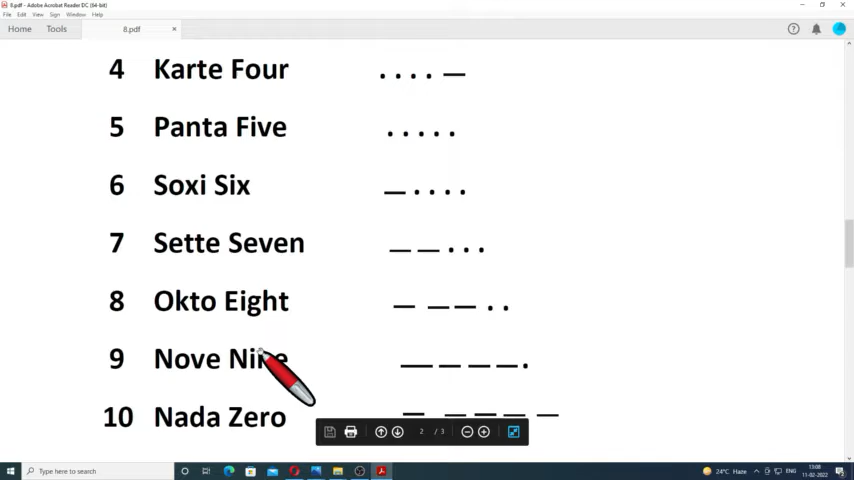 8.pdf - Adobe Acrobat Reader DC (64-bit)
File Edit View Sign Window Help
Home Tools 8.pdf ×
4 Karte Four . . . . —
5 Panta Five . . . . .
6 Soxi Six — . . . .
7 Sette Seven — — . . .
8 Okto Eight — — — . .
9 Nove Nine — — — — .
10 Nada Zero — — — — —
2 / 3
Type here to search
24°C Haze ENG 13:08
11-02-2022